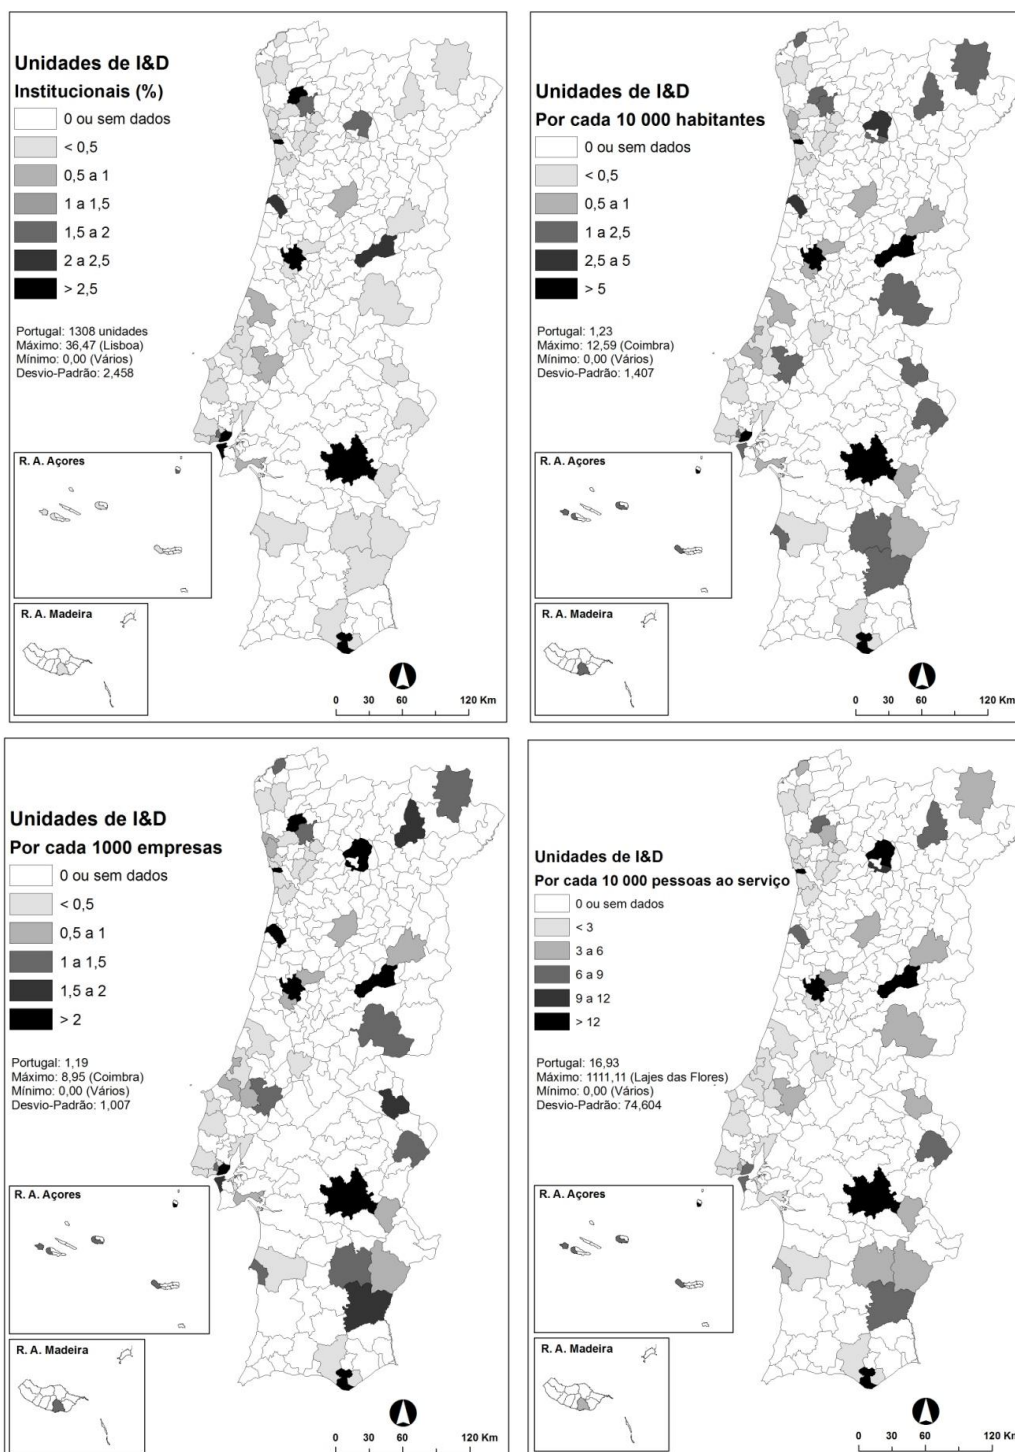 Unidades de I&D
Institucionais (%)
0 ou sem dados
< 0,5
0,5 a 1
1 a 1,5
1,5 a 2
2 a 2,5
> 2,5
Portugal: 1308 unidades
Máximo: 36,47 (Lisboa)
Mínimo: 0,00 (Vários)
Desvio-Padrão: 2,458
R. A. Açores
R. A. Madeira
0 30 60 120 Km
Unidades de I&D
Por cada 10 000 habitantes
0 ou sem dados
< 0,5
0,5 a 1
1 a 2,5
2,5 a 5
> 5
Portugal: 1,23
Máximo: 12,59 (Coimbra)
Mínimo: 0,00 (Vários)
Desvio-Padrão: 1,407
R. A. Açores
R. A. Madeira
0 30 60 120 Km
Unidades de I&D
Por cada 1000 empresas
0 ou sem dados
< 0,5
0,5 a 1
1 a 1,5
1,5 a 2
> 2
Portugal: 1,19
Máximo: 8,95 (Coimbra)
Mínimo: 0,00 (Vários)
Desvio-Padrão: 1,007
R. A. Açores
R. A. Madeira
0 30 60 120 Km
Unidades de I&D
Por cada 10 000 pessoas ao serviço
0 ou sem dados
< 3
3 a 6
6 a 9
9 a 12
> 12
Portugal: 16,93
Máximo: 1111,11 (Lajes das Flores)
Mínimo: 0,00 (Vários)
Desvio-Padrão: 74,604
R. A. Açores
R. A. Madeira
0 30 60 120 Km